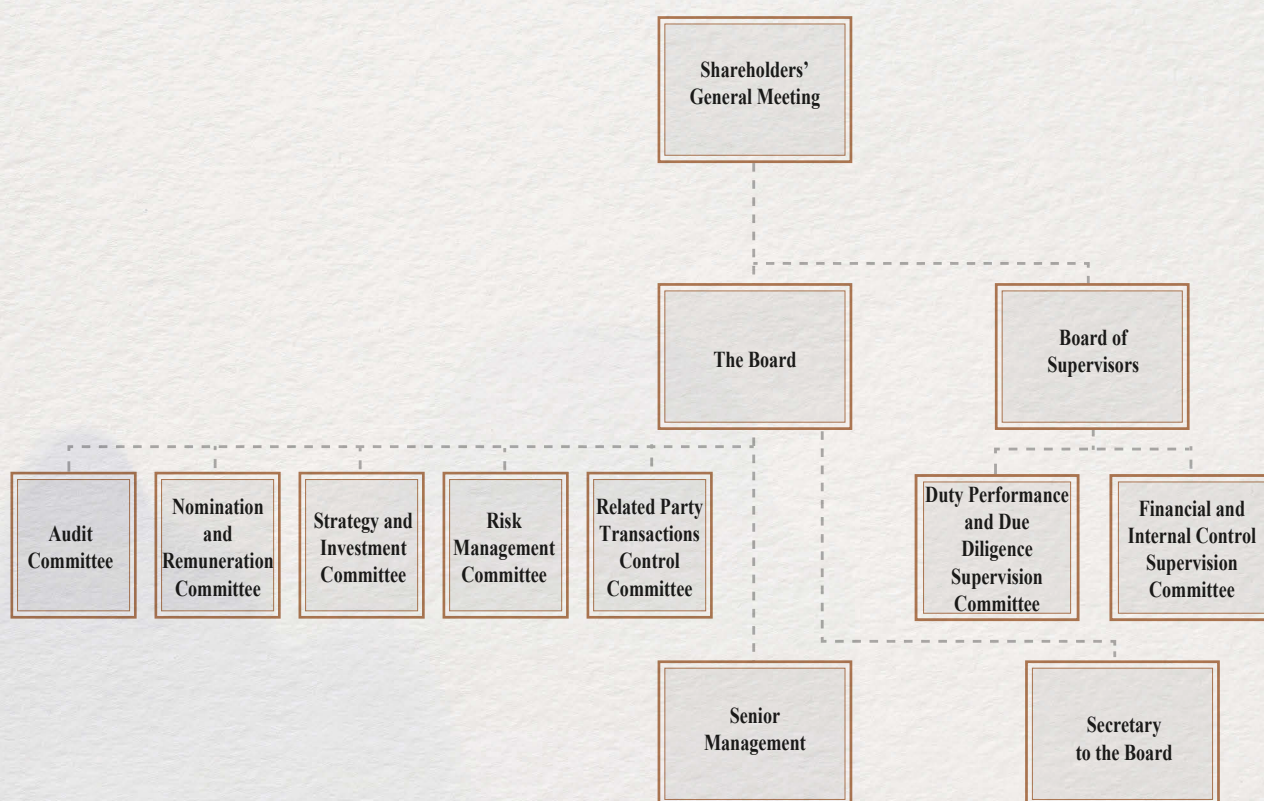 Shareholders’
General Meeting
The Board
Board of
Supervisors
Audit
Committee
Nomination
and
Remuneration
Committee
Strategy and
Investment
Committee
Risk
Management
Committee
Related Party
Transactions
Control
Committee
Duty Performance
and Due
Diligence
Supervision
Committee
Financial and
Internal Control
Supervision
Committee
Senior
Management
Secretary
to the Board